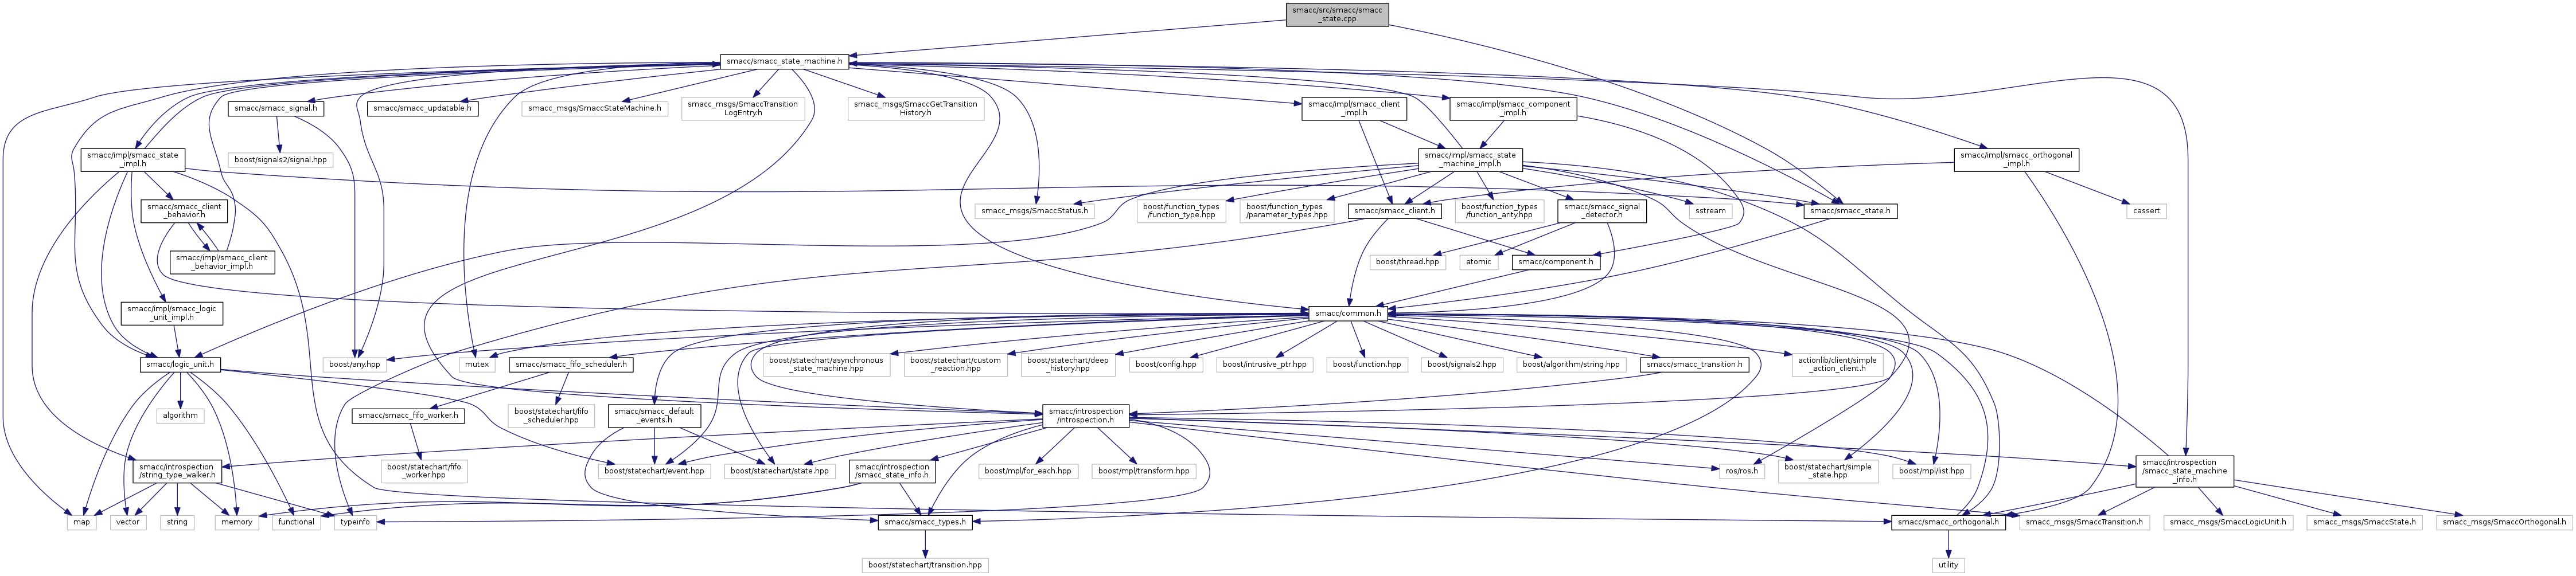 smacc/src/smacc/smacc
_state.cpp
smacc/smacc_state_machine.h
smacc/smacc_signal.h
smacc/smacc_updatable.h
smacc_msgs/SmaccStateMachine.h
smacc_msgs/SmaccTransition
LogEntry.h
smacc_msgs/SmaccGetTransition
History.h
smacc/impl/smacc_client
_impl.h
smacc/impl/smacc_component
_impl.h
smacc/impl/smacc_state
_impl.h
boost/signals2/signal.hpp
smacc/impl/smacc_state
_machine_impl.h
smacc/impl/smacc_orthogonal
_impl.h
smacc/smacc_client
_behavior.h
smacc_msgs/SmaccStatus.h
boost/function_types
/function_type.hpp
boost/function_types
/parameter_types.hpp
smacc/smacc_client.h
boost/function_types
/function_arity.hpp
smacc/smacc_signal
_detector.h
sstream
smacc/smacc_state.h
cassert
smacc/impl/smacc_client
_behavior_impl.h
boost/thread.hpp
atomic
smacc/component.h
smacc/impl/smacc_logic
_unit_impl.h
smacc/common.h
smacc/logic_unit.h
boost/any.hpp
mutex
smacc/smacc_fifo_scheduler.h
boost/statechart/asynchronous
_state_machine.hpp
boost/statechart/custom
_reaction.hpp
boost/statechart/deep
_history.hpp
boost/config.hpp
boost/intrusive_ptr.hpp
boost/function.hpp
boost/signals2.hpp
boost/algorithm/string.hpp
smacc/smacc_transition.h
actionlib/client/simple
_action_client.h
algorithm
smacc/smacc_fifo_worker.h
boost/statechart/fifo
_scheduler.hpp
smacc/smacc_default
_events.h
smacc/introspection
/introspection.h
smacc/introspection
/string_type_walker.h
boost/statechart/fifo
_worker.hpp
boost/statechart/event.hpp
boost/statechart/state.hpp
smacc/introspection
/smacc_state_info.h
boost/mpl/for_each.hpp
boost/mpl/transform.hpp
ros/ros.h
boost/statechart/simple
_state.hpp
boost/mpl/list.hpp
smacc/introspection
/smacc_state_machine
_info.h
map
vector
string
memory
functional
typeinfo
smacc/smacc_types.h
smacc/smacc_orthogonal.h
smacc_msgs/SmaccTransition.h
smacc_msgs/SmaccLogicUnit.h
smacc_msgs/SmaccState.h
smacc_msgs/SmaccOrthogonal.h
boost/statechart/transition.hpp
utility